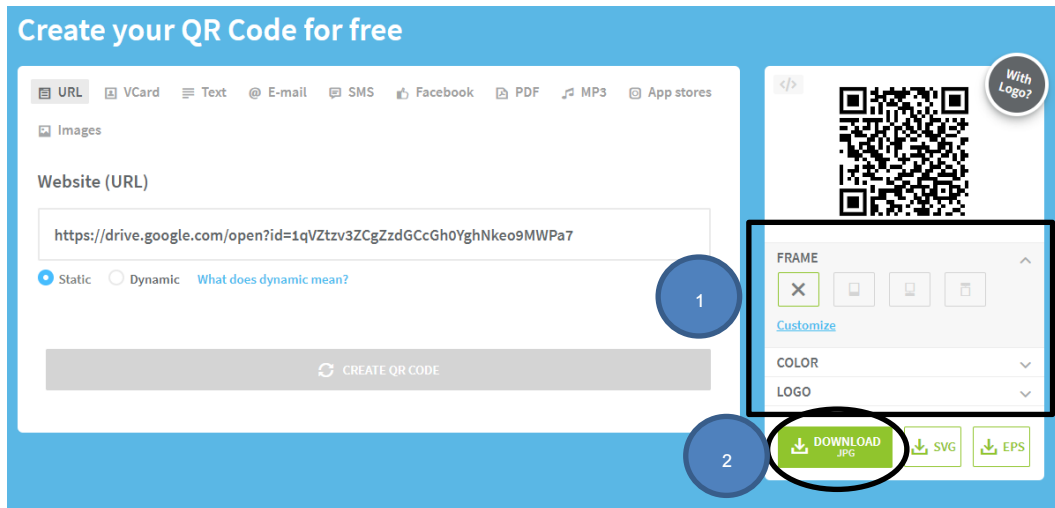 Create your QR Code for free
URL VCard Text @ E-mail SMS Facebook PDF MP3 App stores
Images
Website (URL)
https://drive.google.com/open?id=1qVZtzv3ZCgZzdGCcGh0YghNkeo9MWPa7
Static Dynamic What does dynamic mean?
CREATE QR CODE
</>
With
Logo?
1
FRAME
Customize
COLOR
LOGO
2
DOWNLOAD
JPG
SVG
EPS